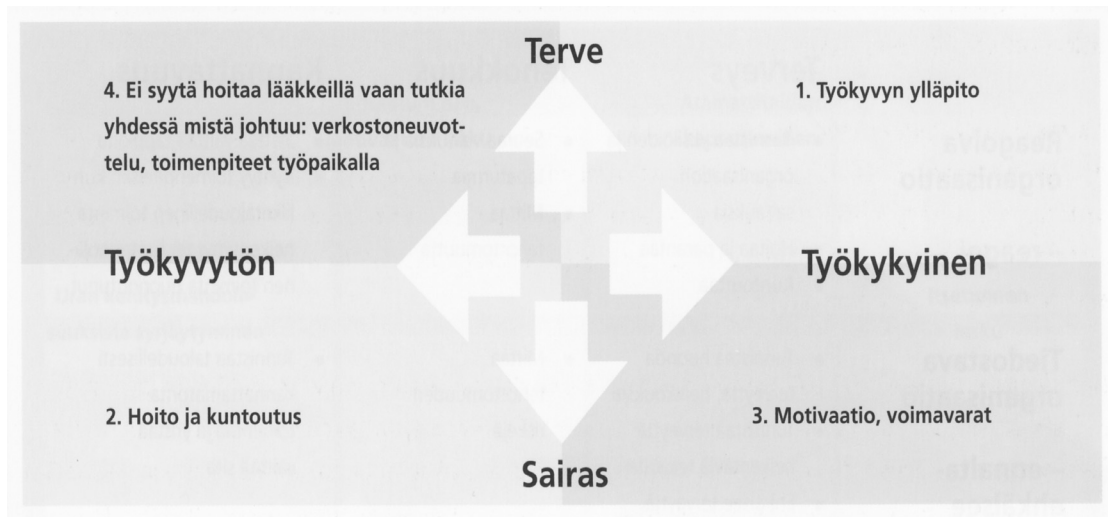 Terve
4. Ei syytä hoitaa lääkkeillä vaan tutkia
yhdessä mistä johtuu: verkostoneuvot-
telu, toimenpiteet työpaikalla
1. Työkyvyn ylläpito
Työkyvytön
Työkykyinen
2. Hoito ja kuntoutus
3. Motivaatio, voimavarat
Sairas